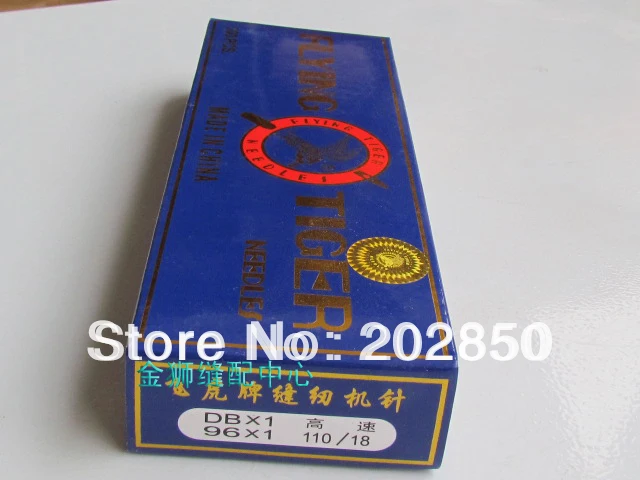 FLYING TIGER
NEEDLES
FLYING TIGER
NEEDLES
MADE IN CHINA
Store No: 202850
金狮缝配中心
虎牌缝纫机针
DB×1
96×1
高速
110/18